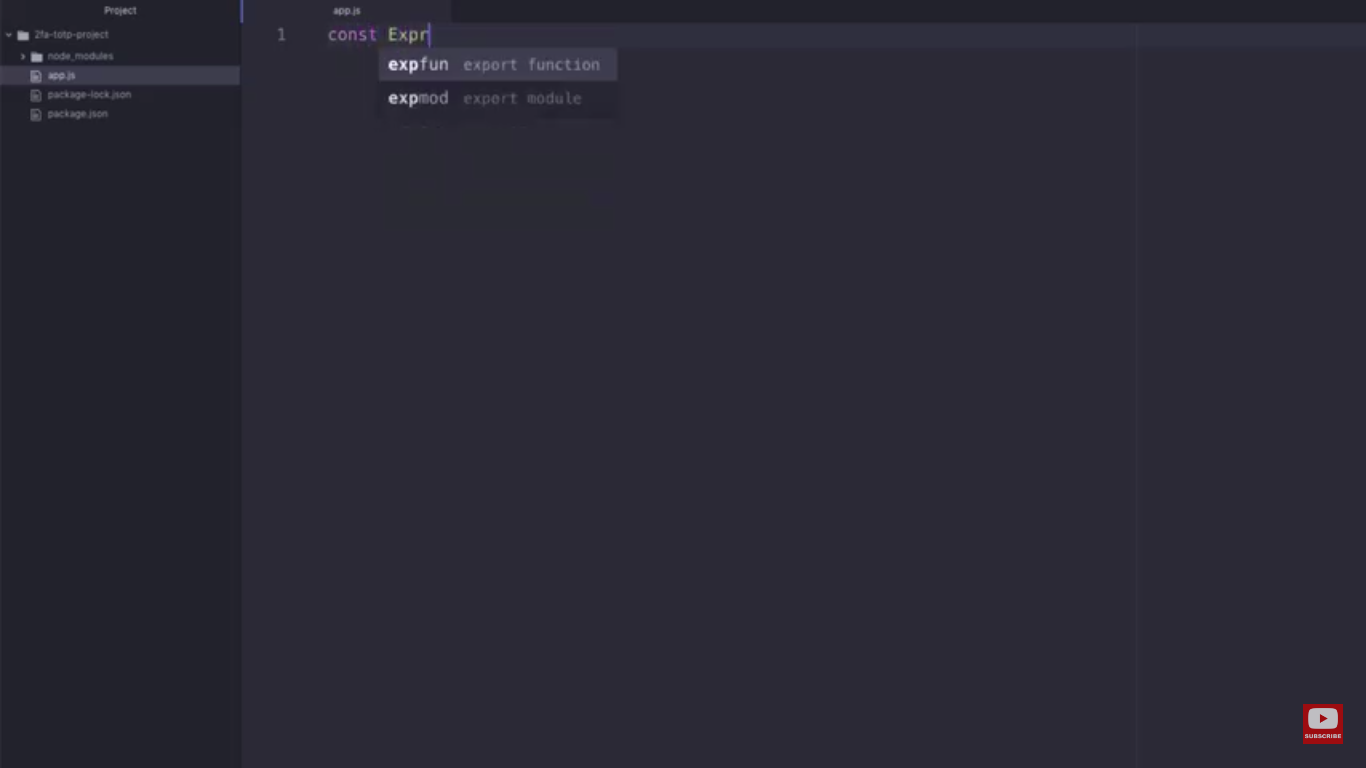 Project
2fa-totp-project
node_modules
app.js
package-lock.json
package.json
app.js
1 const Expr
expfun export function
expmod export module
SUBSCRIBE